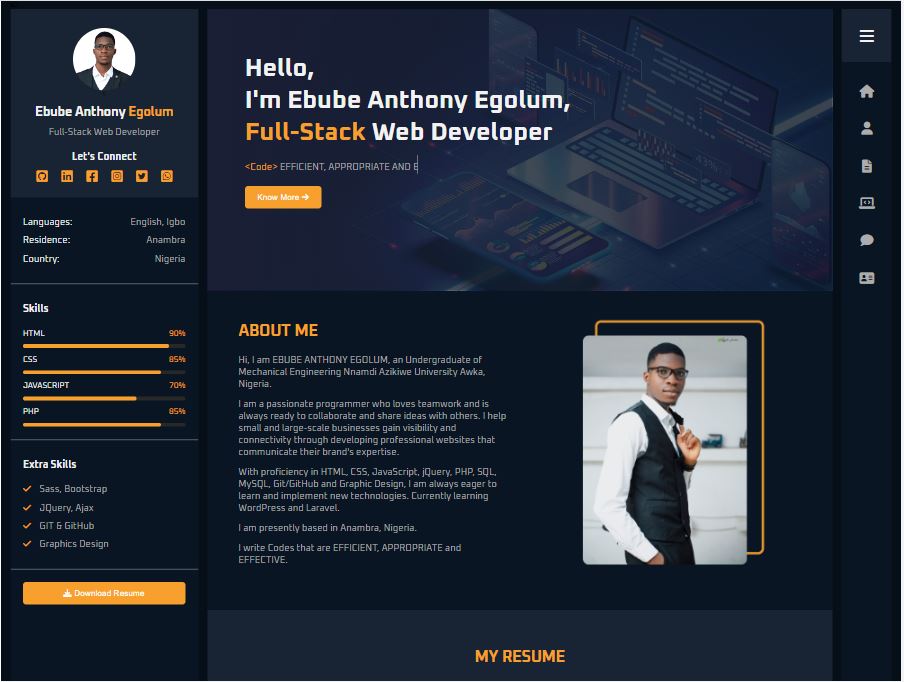 Ebube Anthony Egolum
Full-Stack Web Developer
Let's Connect
Languages: English, Igbo
Residence: Anambra
Country: Nigeria
Skills
HTML 90%
CSS 85%
JAVASCRIPT 70%
PHP 85%
Extra Skills
Sass, Bootstrap
JQuery, Ajax
GIT & GitHub
Graphics Design
Download Resume
Hello,
I'm Ebube Anthony Egolum,
Full-Stack Web Developer
<Code> EFFICIENT, APPROPRIATE AND E
Know More
ABOUT ME
Hi, I am EBUBE ANTHONY EGOLUM, an Undergraduate of
Mechanical Engineering Nnamdi Azikiwe University Awka,
Nigeria.
I am a passionate programmer who loves teamwork and is
always ready to collaborate and share ideas with others. I help
small and large-scale businesses gain visibility and
connectivity through developing professional websites that
communicate their brand's expertise.
With proficiency in HTML, CSS, JavaScript, jQuery, PHP, SQL,
MySQL, Git/GitHub and Graphic Design, I am always eager to
learn and implement new technologies. Currently learning
WordPress and Laravel.
I am presently based in Anambra, Nigeria.
I write Codes that are EFFICIENT, APPROPRIATE and
EFFECTIVE.
MY RESUME